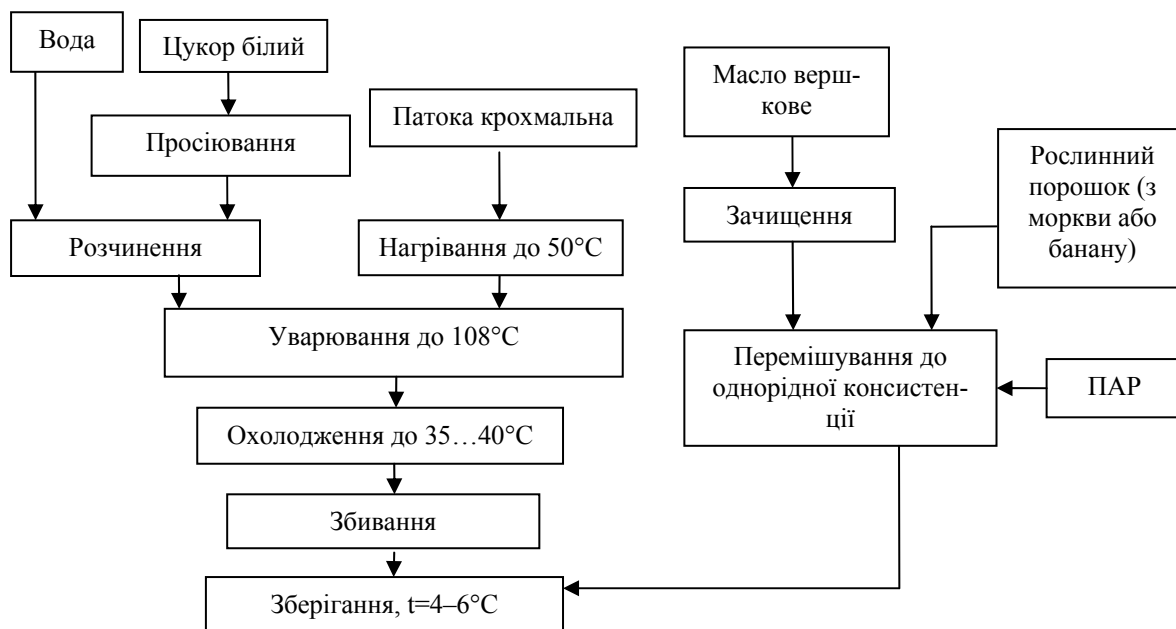 Вода
Цукор білий
Просіювання
Розчинення
Патока крохмальна
Нагрівання до 50°С
Уварювання до 108°С
Охолодження до 35…40°С
Збивання
Зберігання, t=4–6°С
Масло верш-
кове
Зачищення
Рослинний
порошок (з
моркви або
банану)
Перемішування до
однорідної консистен-
ції
ПАР